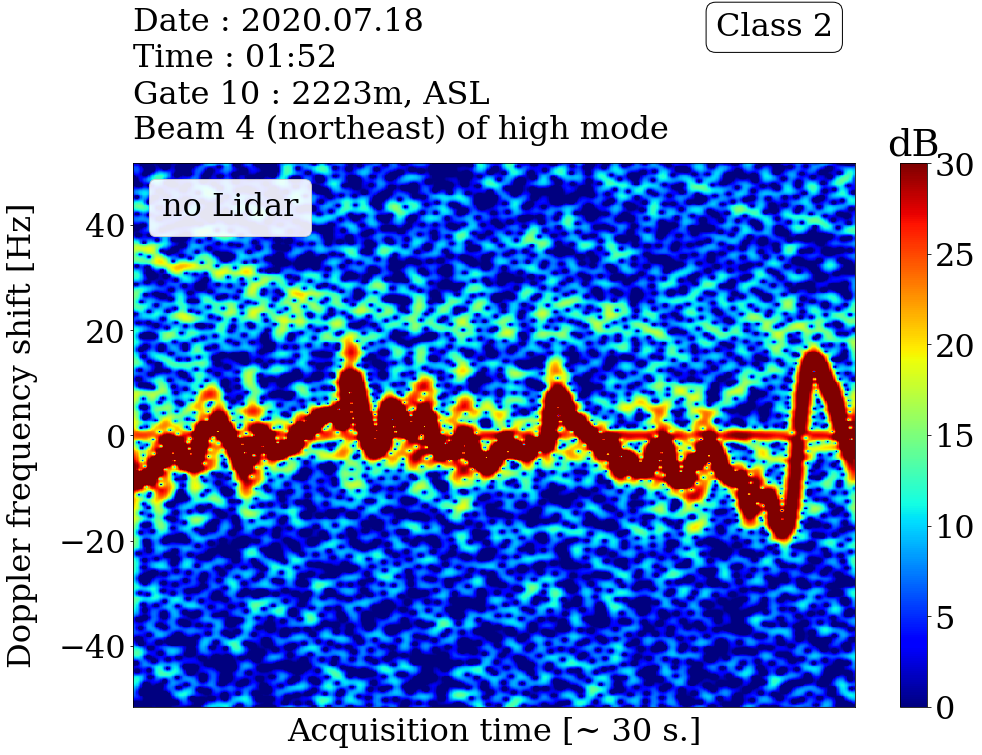 Date : 2020.07.18
Time : 01:52
Gate 10 : 2223m, ASL
Beam 4 (northeast) of high mode
Class 2
dB
no Lidar
Doppler frequency shift [Hz]
40
20
0
−20
−40
30
25
20
15
10
5
0
Acquisition time [~ 30 s.]